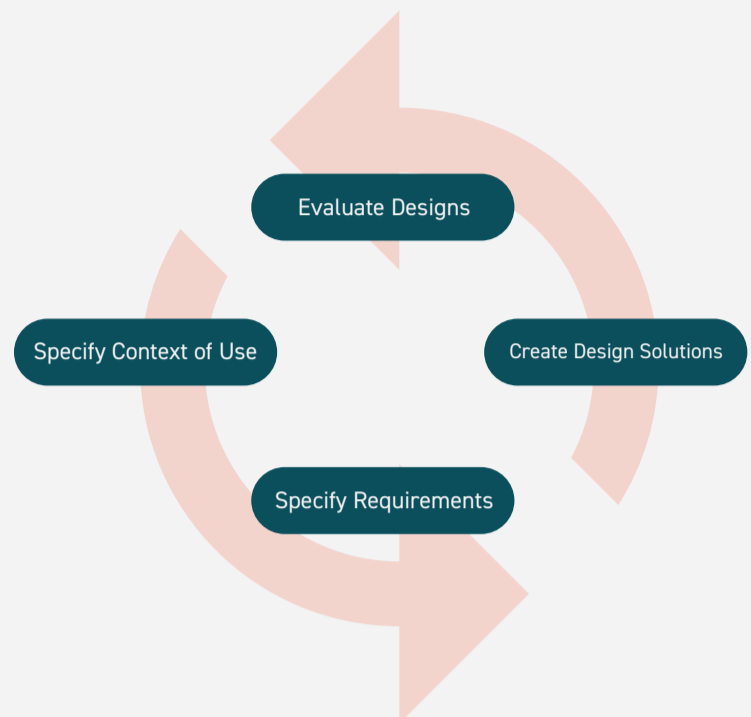 Evaluate Designs
Specify Context of Use
Create Design Solutions
Specify Requirements